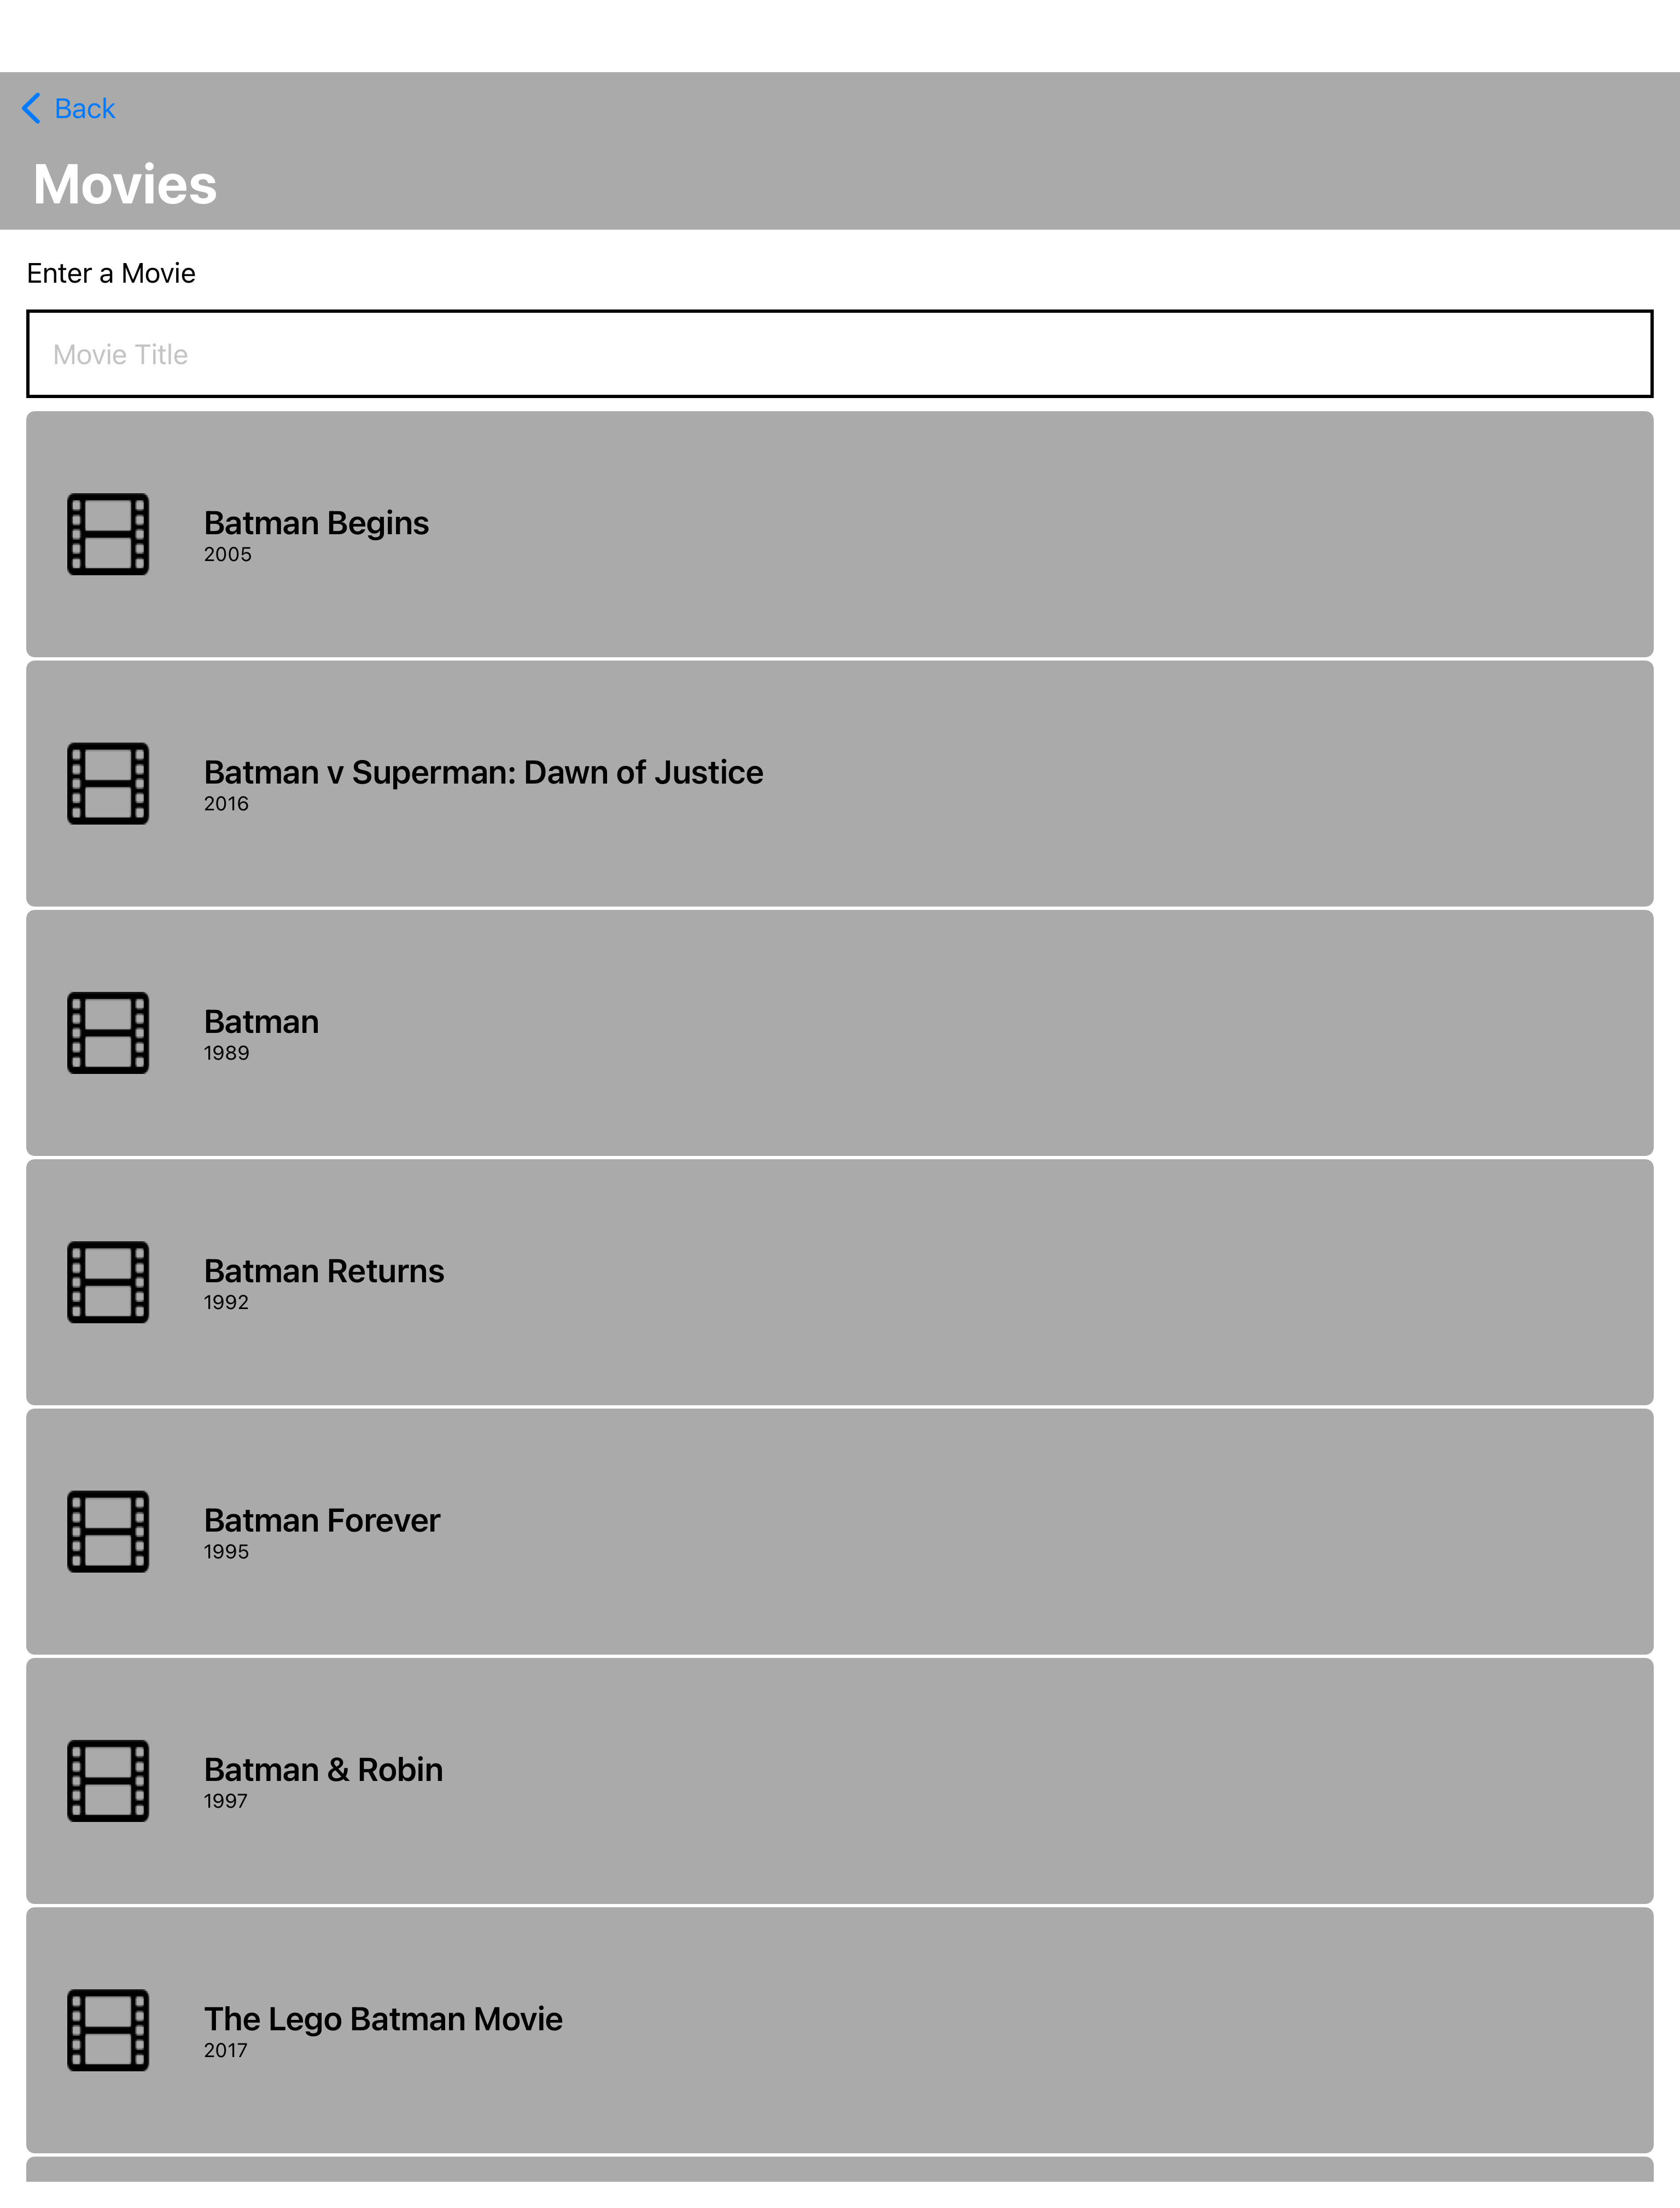 Back
Movies
Enter a Movie
Movie Title
Batman Begins
2005
Batman v Superman: Dawn of Justice
2016
Batman
1989
Batman Returns
1992
Batman Forever
1995
Batman & Robin
1997
The Lego Batman Movie
2017